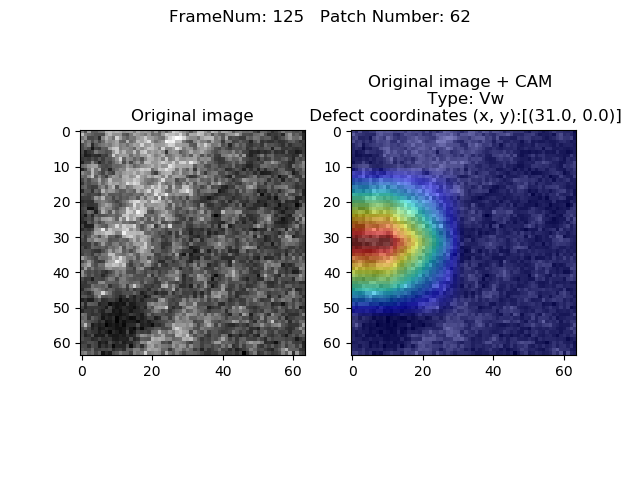 FrameNum: 125   Patch Number: 62
Original image
Original image + CAM
Type: Vw
Defect coordinates (x, y):[(31.0, 0.0)]
0
10
20
30
40
50
60
0 20 40 60
0
10
20
30
40
50
60
0 20 40 60